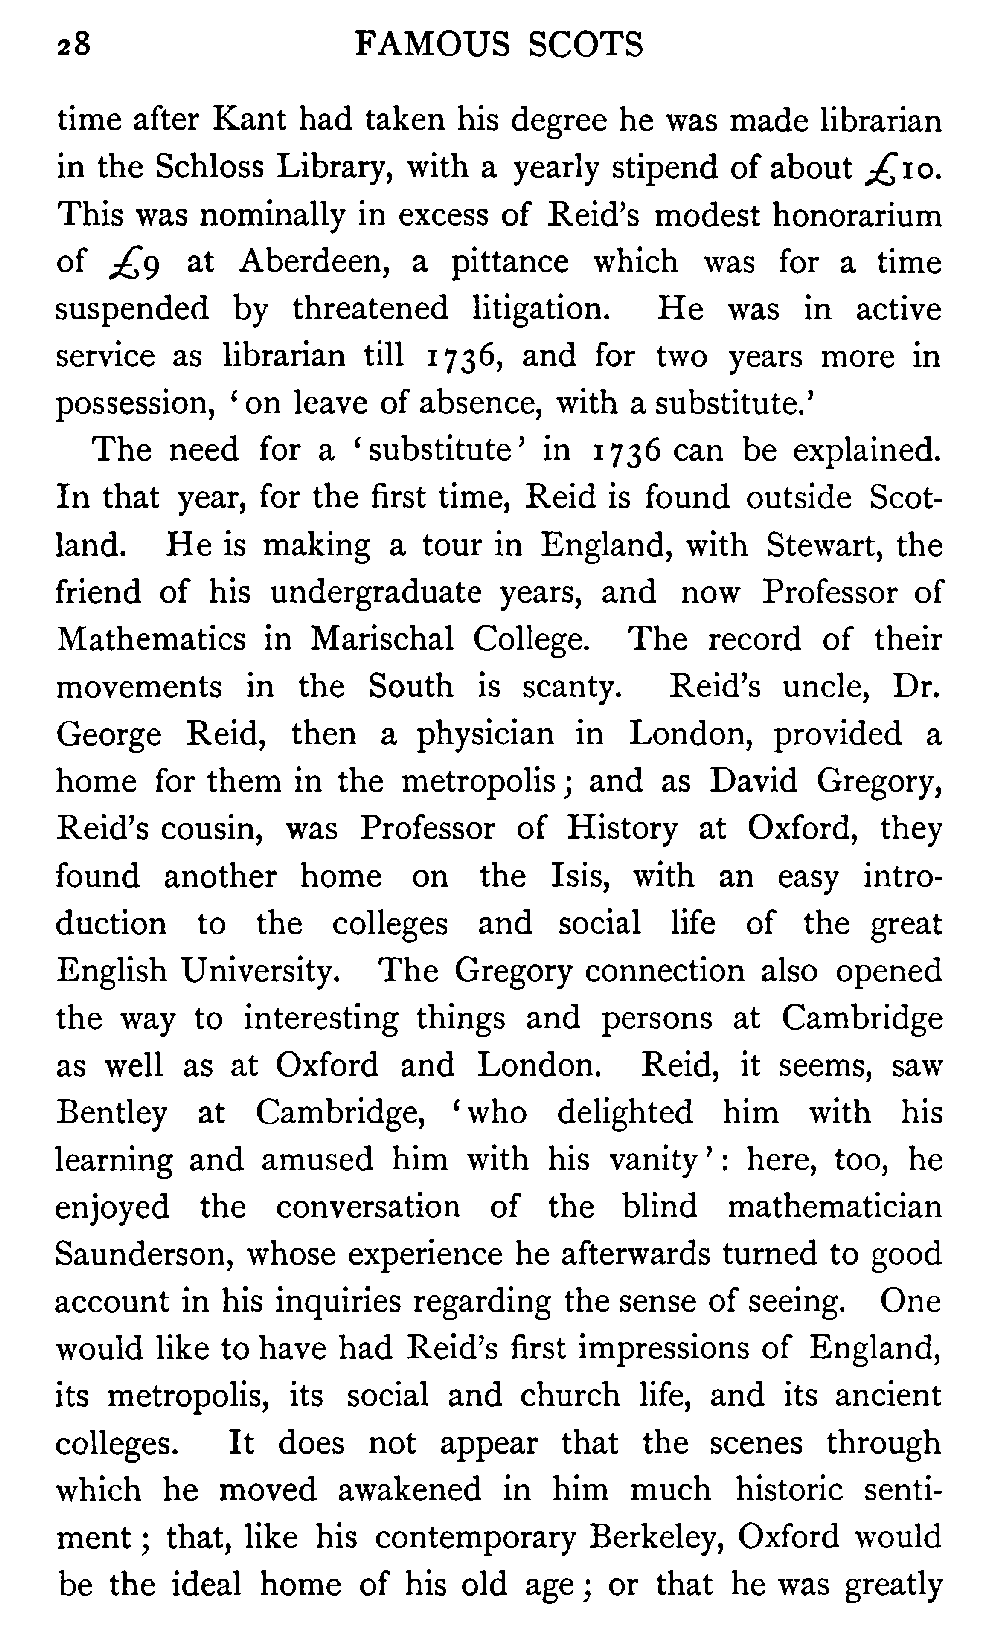 28 FAMOUS SCOTS
time after Kant had taken his degree he was made librarian
in the Schloss Library, with a yearly stipend of about £10.
This was nominally in excess of Reid's modest honorarium
of £9 at Aberdeen, a pittance which was for a time
suspended by threatened litigation. He was in active
service as librarian till 1736, and for two years more in
possession, ‘on leave of absence, with a substitute.’
The need for a ‘substitute’ in 1736 can be explained.
In that year, for the first time, Reid is found outside Scot-
land. He is making a tour in England, with Stewart, the
friend of his undergraduate years, and now Professor of
Mathematics in Marischal College. The record of their
movements in the South is scanty. Reid's uncle, Dr.
George Reid, then a physician in London, provided a
home for them in the metropolis; and as David Gregory,
Reid's cousin, was Professor of History at Oxford, they
found another home on the Isis, with an easy intro-
duction to the colleges and social life of the great
English University. The Gregory connection also opened
the way to interesting things and persons at Cambridge
as well as at Oxford and London. Reid, it seems, saw
Bentley at Cambridge, ‘who delighted him with his
learning and amused him with his vanity’: here, too, he
enjoyed the conversation of the blind mathematician
Saunderson, whose experience he afterwards turned to good
account in his inquiries regarding the sense of seeing. One
would like to have had Reid's first impressions of England,
its metropolis, its social and church life, and its ancient
colleges. It does not appear that the scenes through
which he moved awakened in him much historic senti-
ment; that, like his contemporary Berkeley, Oxford would
be the ideal home of his old age; or that he was greatly